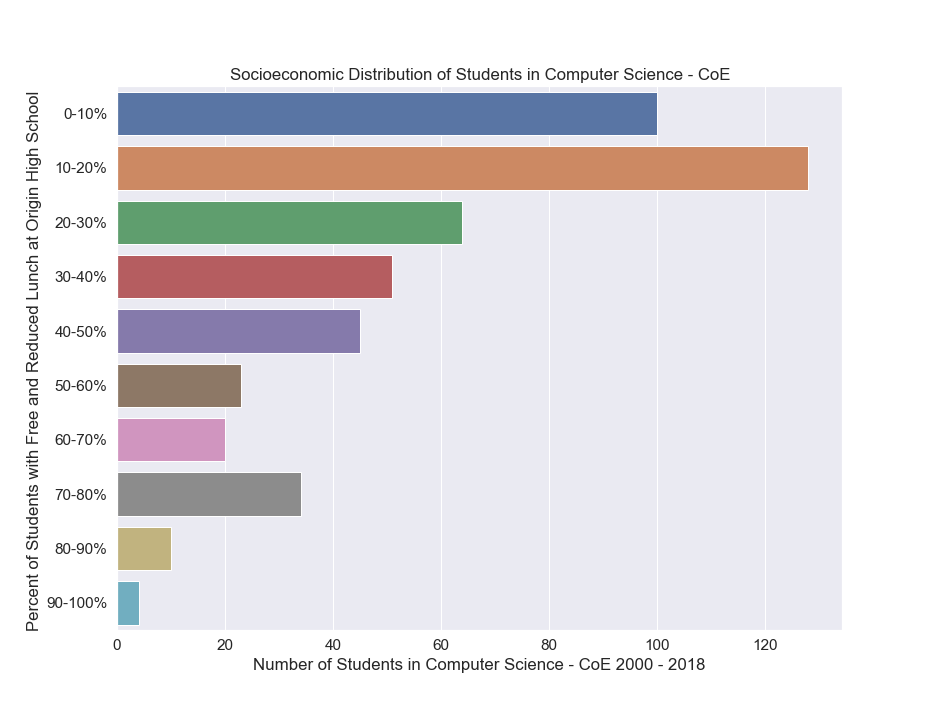 Socioeconomic Distribution of Students in Computer Science - CoE
Percent of Students with Free and Reduced Lunch at Origin High School
0-10%
10-20%
20-30%
30-40%
40-50%
50-60%
60-70%
70-80%
80-90%
90-100%
0 20 40 60 80 100 120
Number of Students in Computer Science - CoE 2000 - 2018